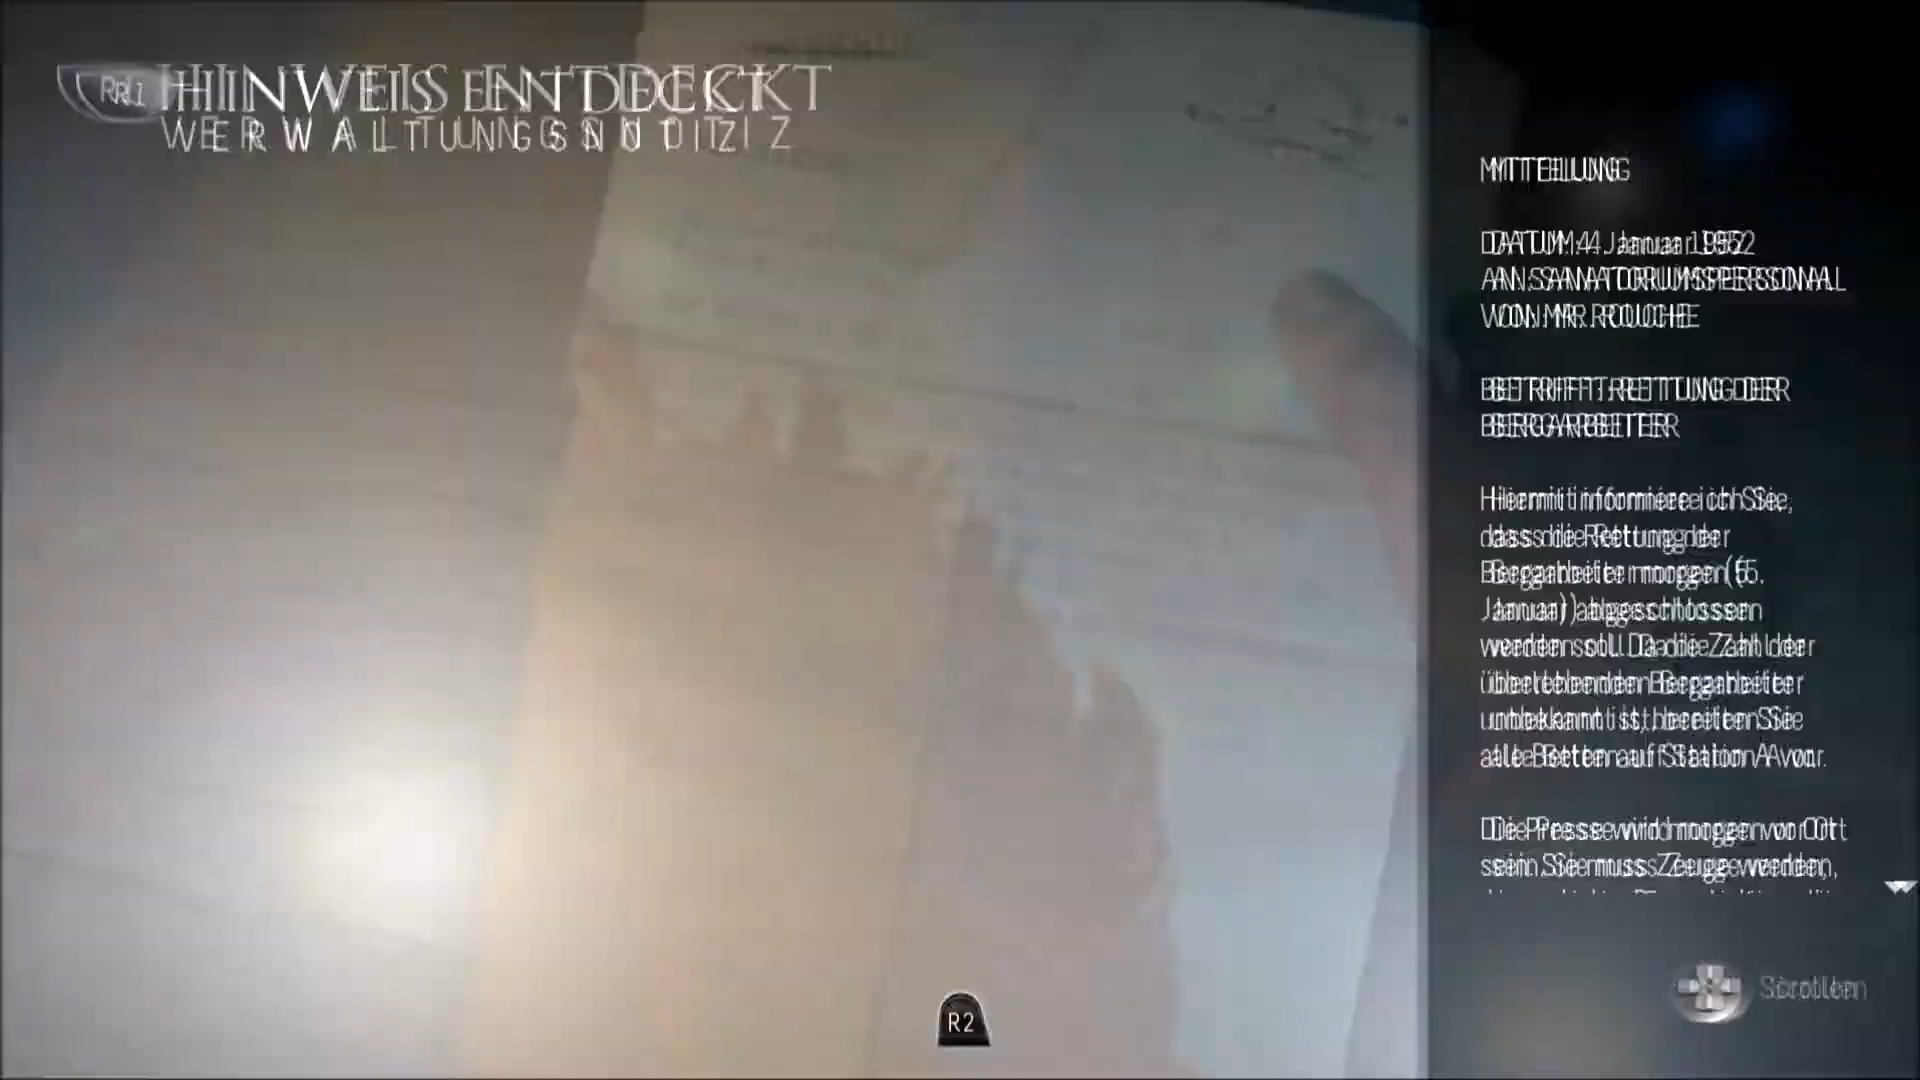 R1 HINWEIS ENTDECKT
VERWALTUNGSNOTIZ
MITTEILUNG
DATUM: 4. Januar 1952
AN: SANATORIUMSPERSONAL
VON: MR. ROUCHE
BETRIFFT: RETTUNG DER
BERGARBEITER
Hiermit informiere ich Sie,
dass die Rettung der
Bergarbeiter morgen (5.
Januar) abgeschlossen
werden soll. Da die Zahl der
überlebenden Bergarbeiter
unbekannt ist, bereiten Sie
alle Betten auf Station A vor.
Die Presse wird morgen vor Ort
sein. Sie muss Zeuge werden,
Scrollen
R2